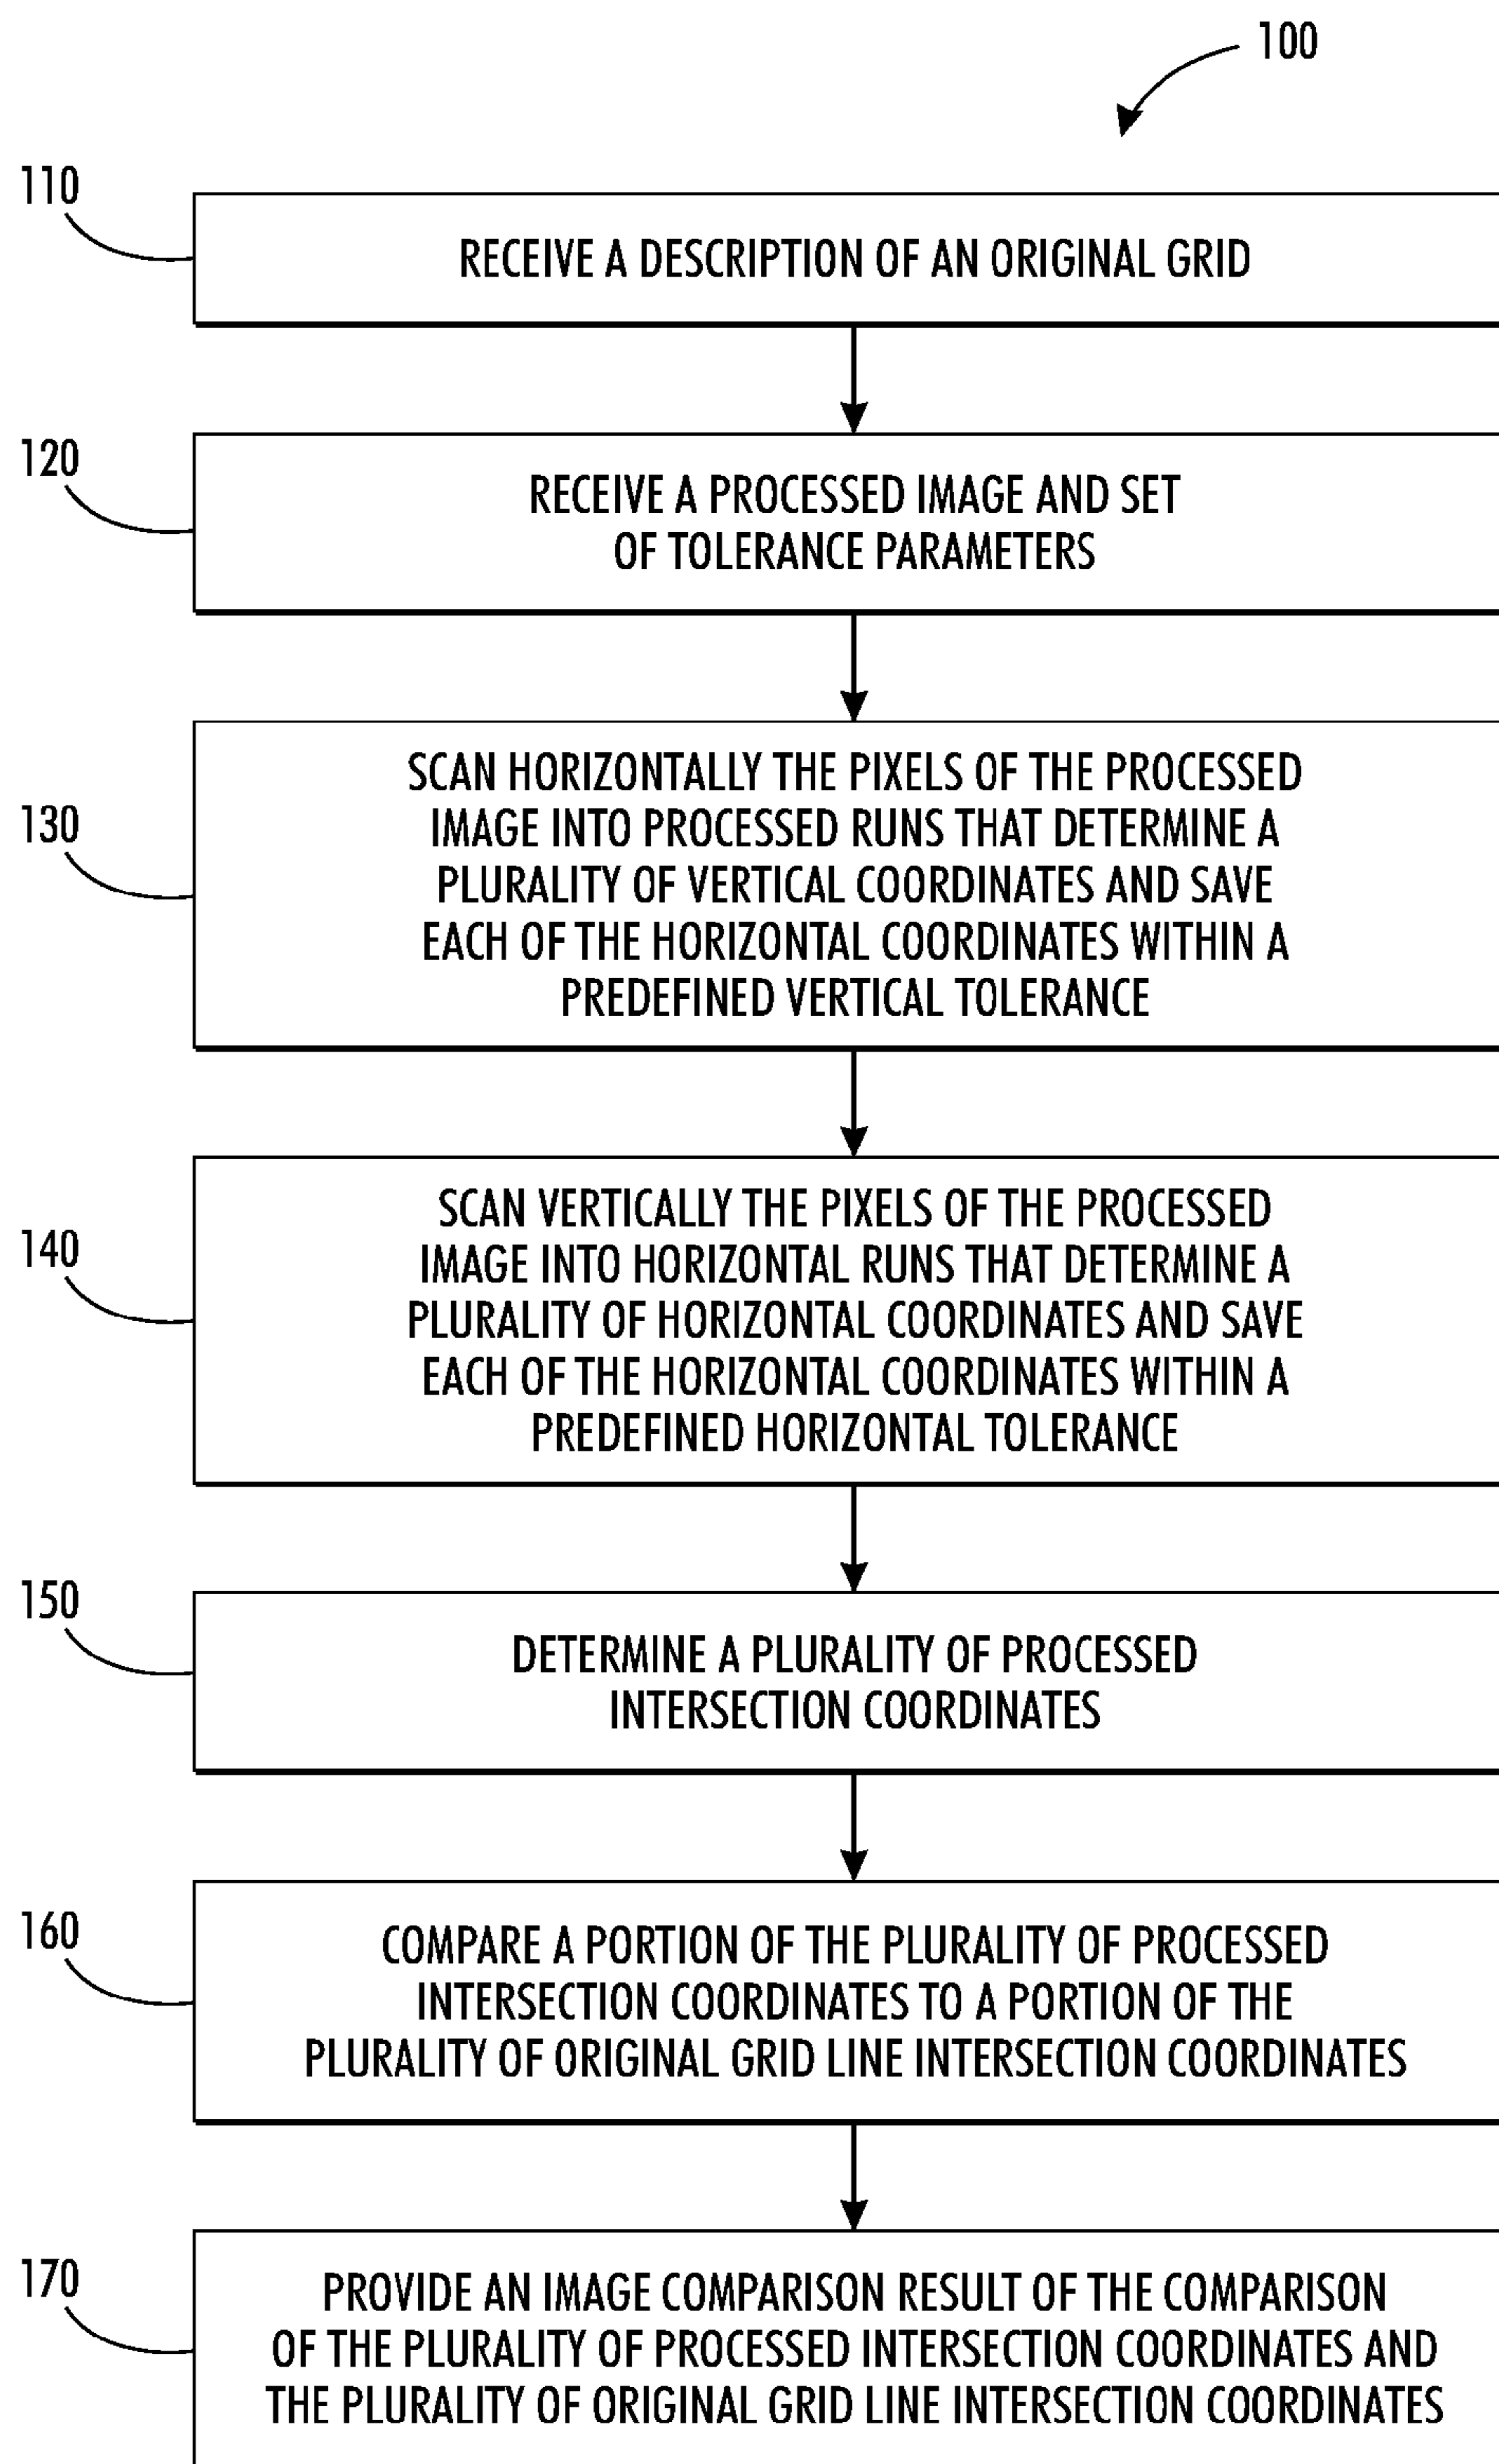 100
110
RECEIVE A DESCRIPTION OF AN ORIGINAL GRID
120
RECEIVE A PROCESSED IMAGE AND SET
OF TOLERANCE PARAMETERS
130
SCAN HORIZONTALLY THE PIXELS OF THE PROCESSED
IMAGE INTO PROCESSED RUNS THAT DETERMINE A
PLURALITY OF VERTICAL COORDINATES AND SAVE
EACH OF THE HORIZONTAL COORDINATES WITHIN A
PREDEFINED VERTICAL TOLERANCE
140
SCAN VERTICALLY THE PIXELS OF THE PROCESSED
IMAGE INTO HORIZONTAL RUNS THAT DETERMINE A
PLURALITY OF HORIZONTAL COORDINATES AND SAVE
EACH OF THE HORIZONTAL COORDINATES WITHIN A
PREDEFINED HORIZONTAL TOLERANCE
150
DETERMINE A PLURALITY OF PROCESSED
INTERSECTION COORDINATES
160
COMPARE A PORTION OF THE PLURALITY OF PROCESSED
INTERSECTION COORDINATES TO A PORTION OF THE
PLURALITY OF ORIGINAL GRID LINE INTERSECTION COORDINATES
170
PROVIDE AN IMAGE COMPARISON RESULT OF THE COMPARISON
OF THE PLURALITY OF PROCESSED INTERSECTION COORDINATES AND
THE PLURALITY OF ORIGINAL GRID LINE INTERSECTION COORDINATES